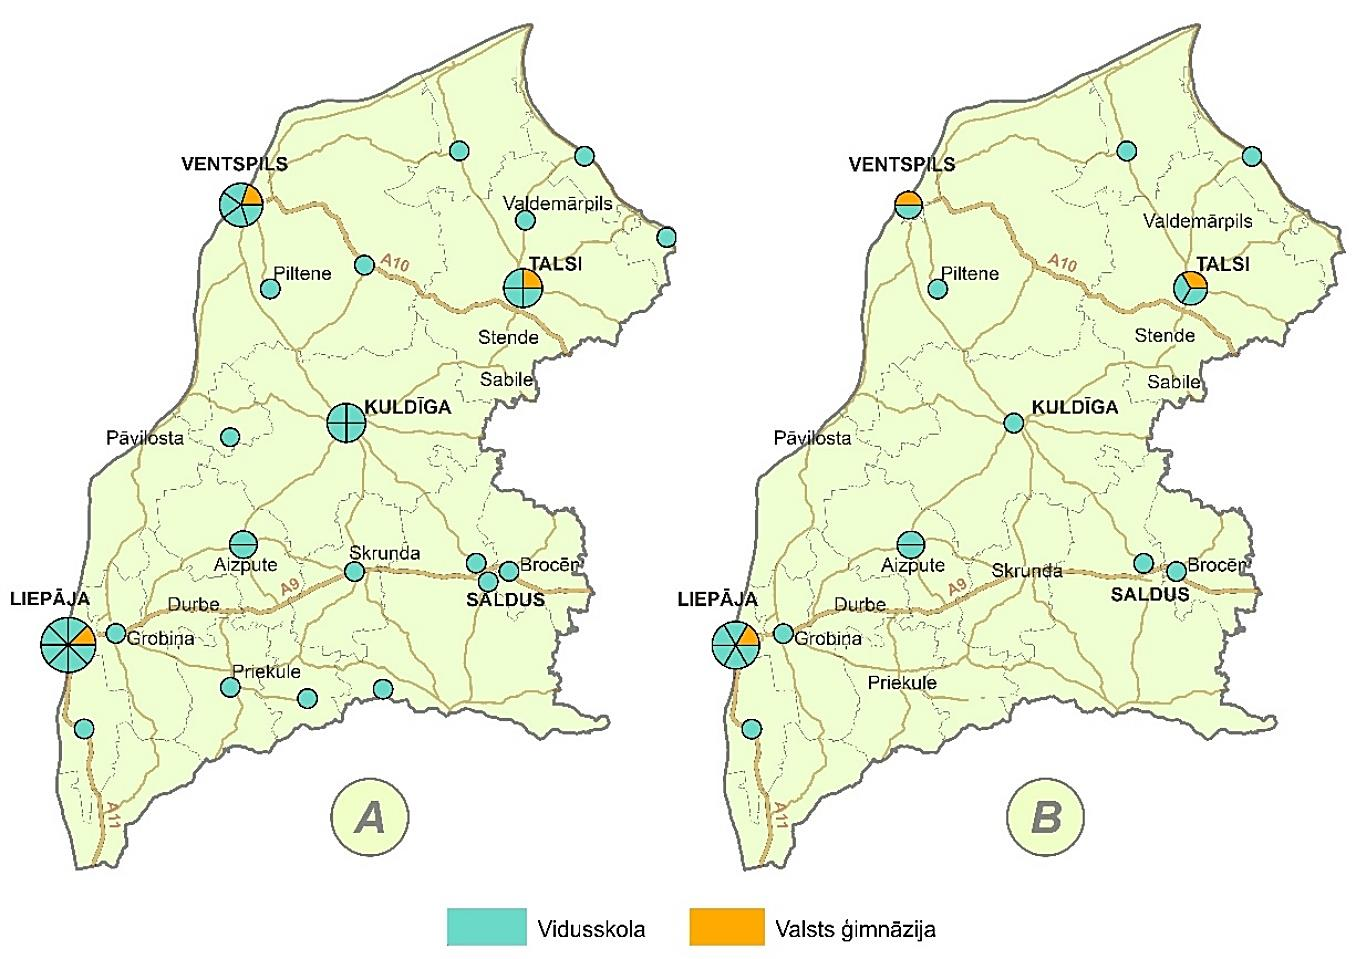 VENTSPILS
Valdemārpils
Piltene
A10
TALSI
Stende
Sabile
KULDĪGA
Pāvilosta
Aizpute
Skrunda
Brocēn
A9
SALDUS
LIEPĀJA
Durbe
Grobiņa
Priekule
A11
A
VENTSPILS
Valdemārpils
Piltene
A10
TALSI
Stende
Sabile
KULDĪGA
Pāvilosta
Aizpute
Skrunda
Brocēn
A9
SALDUS
LIEPĀJA
Durbe
Grobiņa
Priekule
A11
B
Vidusskola
Valsts ģimnāzija